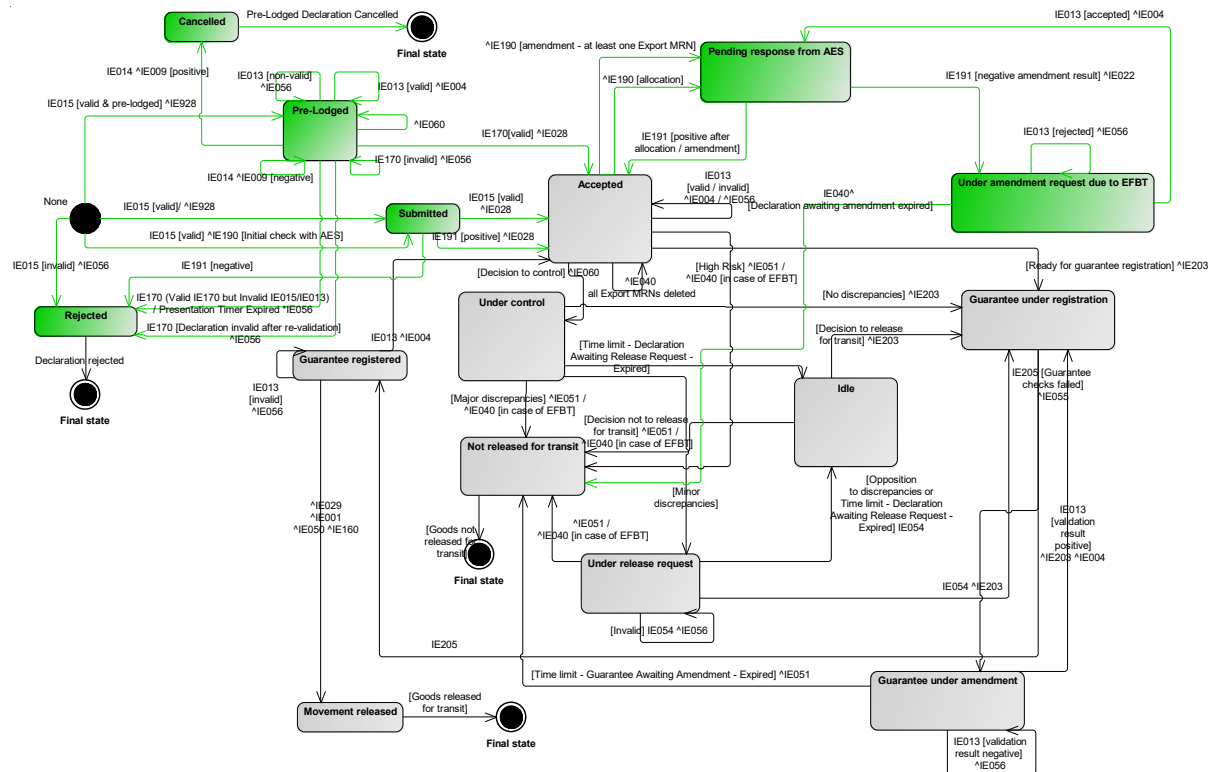 Cancelled
Pre-Lodged Declaration Cancelled
Final state
IE013 [accepted] ^IE004
^IE190 [amendment - at least one Export MRN]
Pending response from AES
IE014 ^IE009 [positive]
IE013 [non-valid]
^IE056
IE013 [valid] ^IE004
^IE190 [allocation]
IE191 [negative amendment result] ^IE022
IE015 [valid & pre-lodged] ^IE928
Pre-Lodged
^IE060
IE170[valid] ^IE028
IE191 [positive after
allocation / amendment]
IE013 [rejected] ^IE056
IE170 [invalid] ^IE056
IE014 ^IE009 [negative]
Accepted
IE013
[valid / invalid]
^IE004 / ^IE056
Under amendment request due to EFBT
IE040^
[Declaration awaiting amendment expired]
None
IE015 [valid]/ ^IE928
Submitted
IE015 [valid]
^IE028
IE015 [valid] ^IE190 [Initial check with AES]
IE191 [positive] ^IE028
IE015 [invalid] ^IE056
IE191 [negative]
[Decision to control] ^IE060
^IE040
all Export MRNs deleted
[High Risk] ^IE051 /
^IE040 [in case of EFBT]
[Ready for guarantee registration] ^IE203
IE170 (Valid IE170 but Invalid IE015/IE013)
/ Presentation Timer Expired ^IE056
Rejected
Under control
[No discrepancies] ^IE203
Guarantee under registration
IE170 [Declaration invalid after re-validation]
^IE056
IE013 ^IE004
[Decision to release
for transit] ^IE203
[Time limit - Declaration
Awaiting Release Request -
Expired]
Declaration rejected
Guarantee registered
IE205 [Guarantee
checks failed]
^IE055
IE013
[invalid]
^IE056
Idle
[Major discrepancies] ^IE051 /
^IE040 [in case of EFBT]
Final state
[Decision not to release
for transit] ^IE051 /
^IE040 [in case of EFBT]
Not released for transit
[Opposition
to discrepancies or
Time limit - Declaration
Awaiting Release Request -
Expired] IE054
[Minor
discrepancies]
^IE029
^IE001
^IE050 ^IE160
IE013
[validation
result
positive]
^IE203 ^IE004
[Goods not
released for
transit]
^IE051 /
^IE040 [in case of EFBT]
Under release request
Final state
IE054 ^IE203
[Invalid] IE054 ^IE056
IE205
[Time limit - Guarantee Awaiting Amendment - Expired] ^IE051
Guarantee under amendment
Movement released
[Goods released
for transit]
Final state
IE013 [validation
result negative]
^IE056